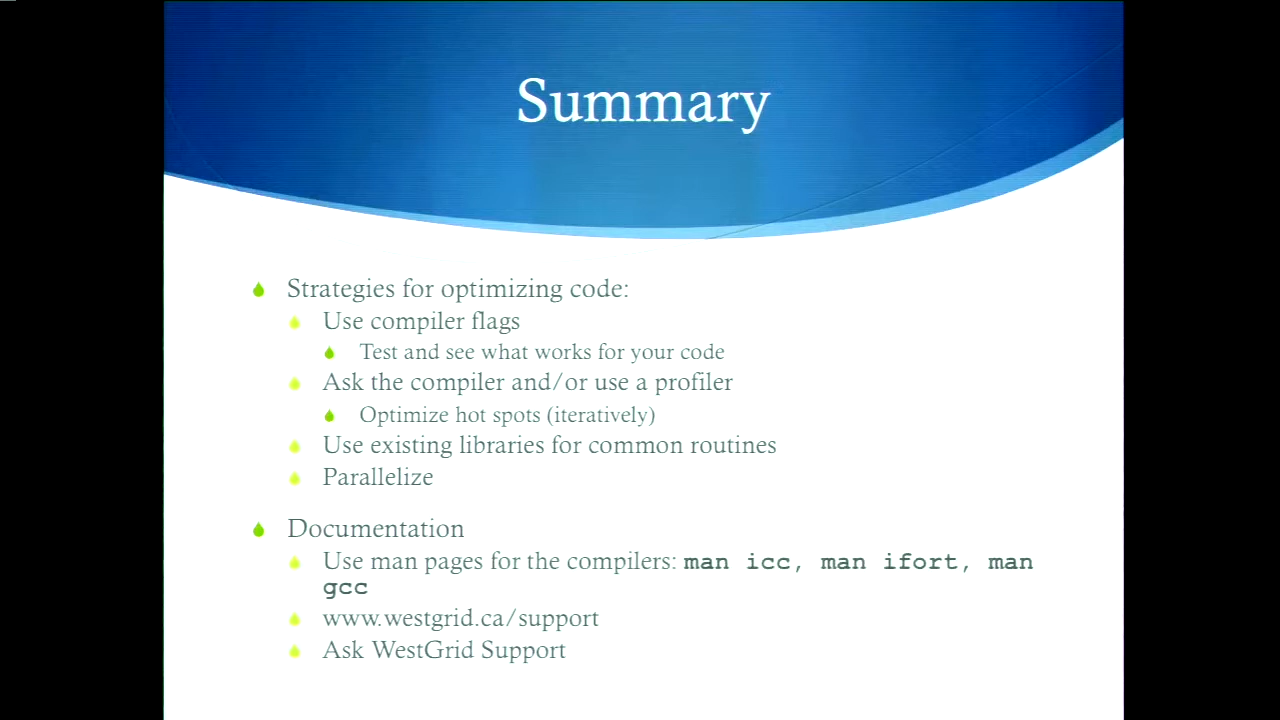 Summary
Strategies for optimizing code:
Use compiler flags
Test and see what works for your code
Ask the compiler and/or use a profiler
Optimize hot spots (iteratively)
Use existing libraries for common routines
Parallelize
Documentation
Use man pages for the compilers: man icc, man ifort, man
gcc
www.westgrid.ca/support
Ask WestGrid Support